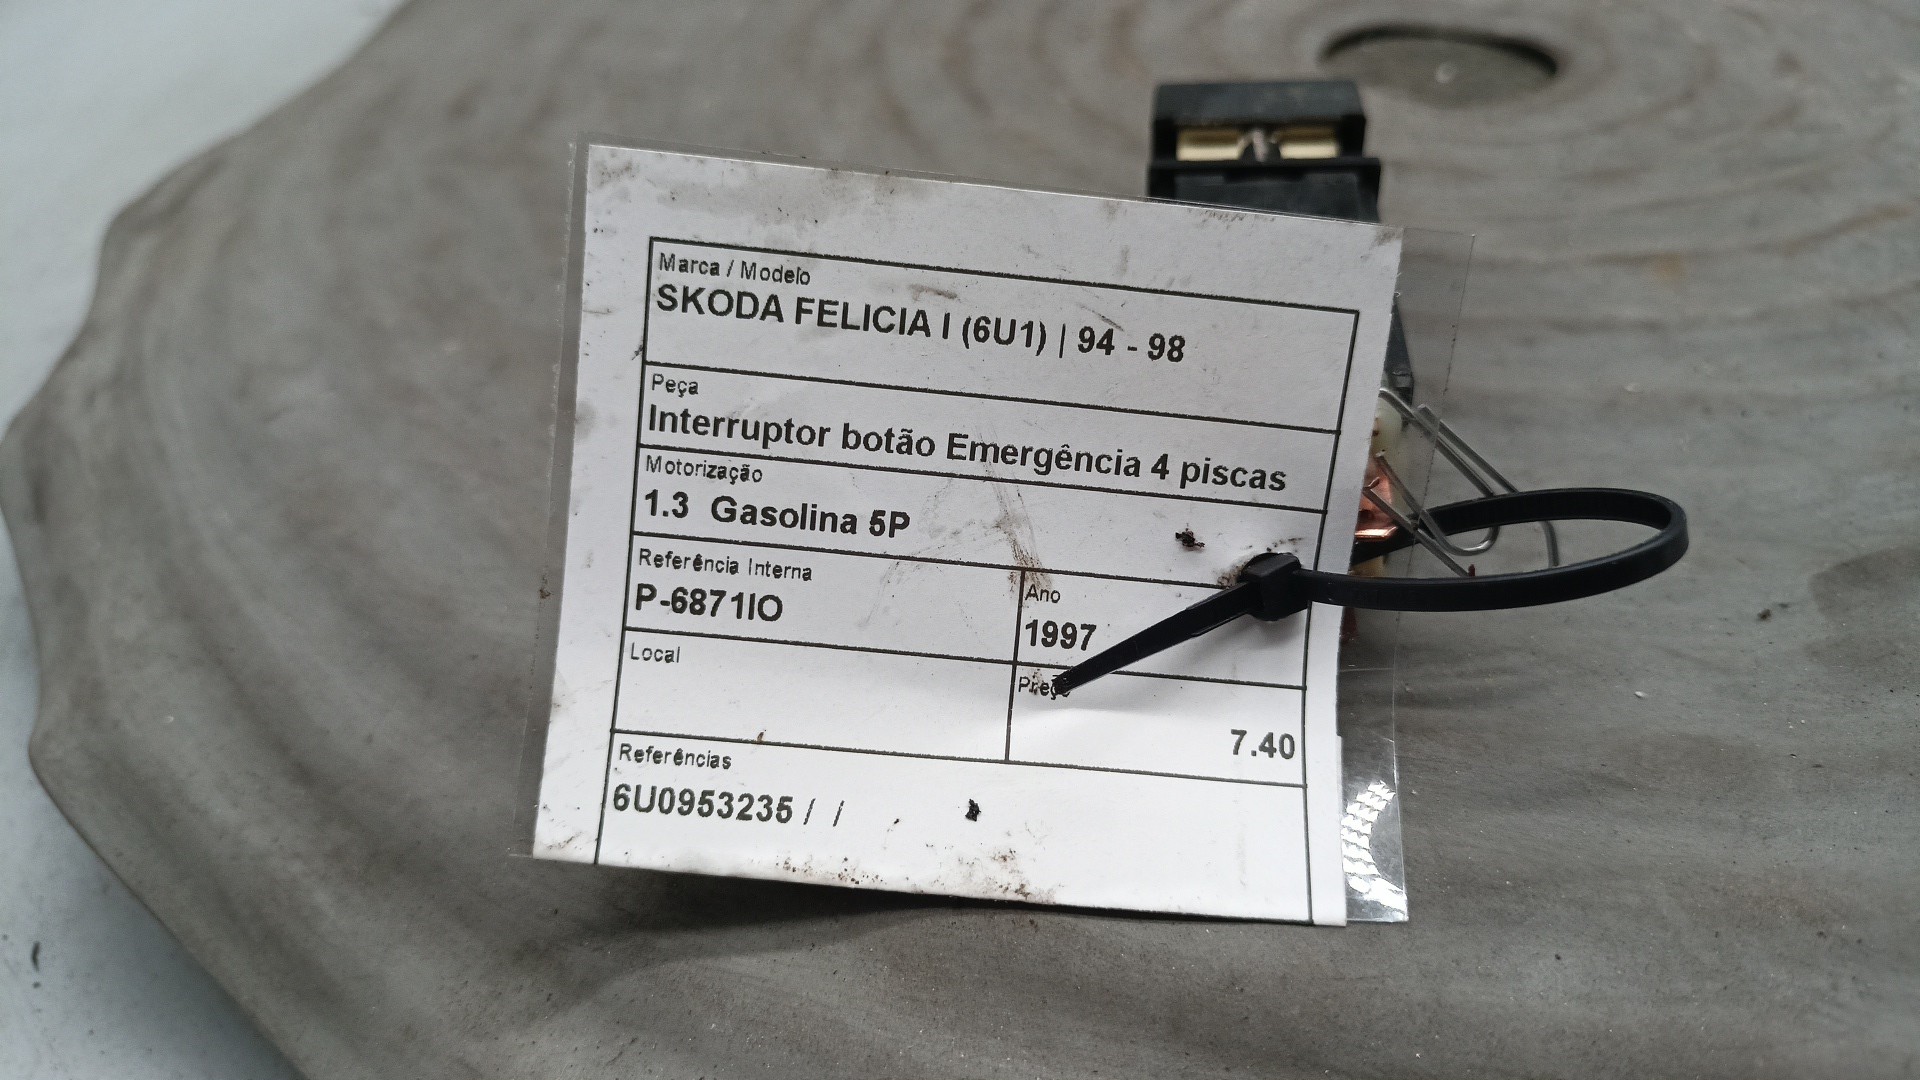 Marca / Modelo
SKODA FELICIA I (6U1) | 94 - 98
Peça
Interruptor botão Emergência 4 piscas
Motorização
1.3 Gasolina 5P
Referência Interna
P-6871IO
Ano
1997
Local
Preço
7.40
Referências
6U0953235 / /